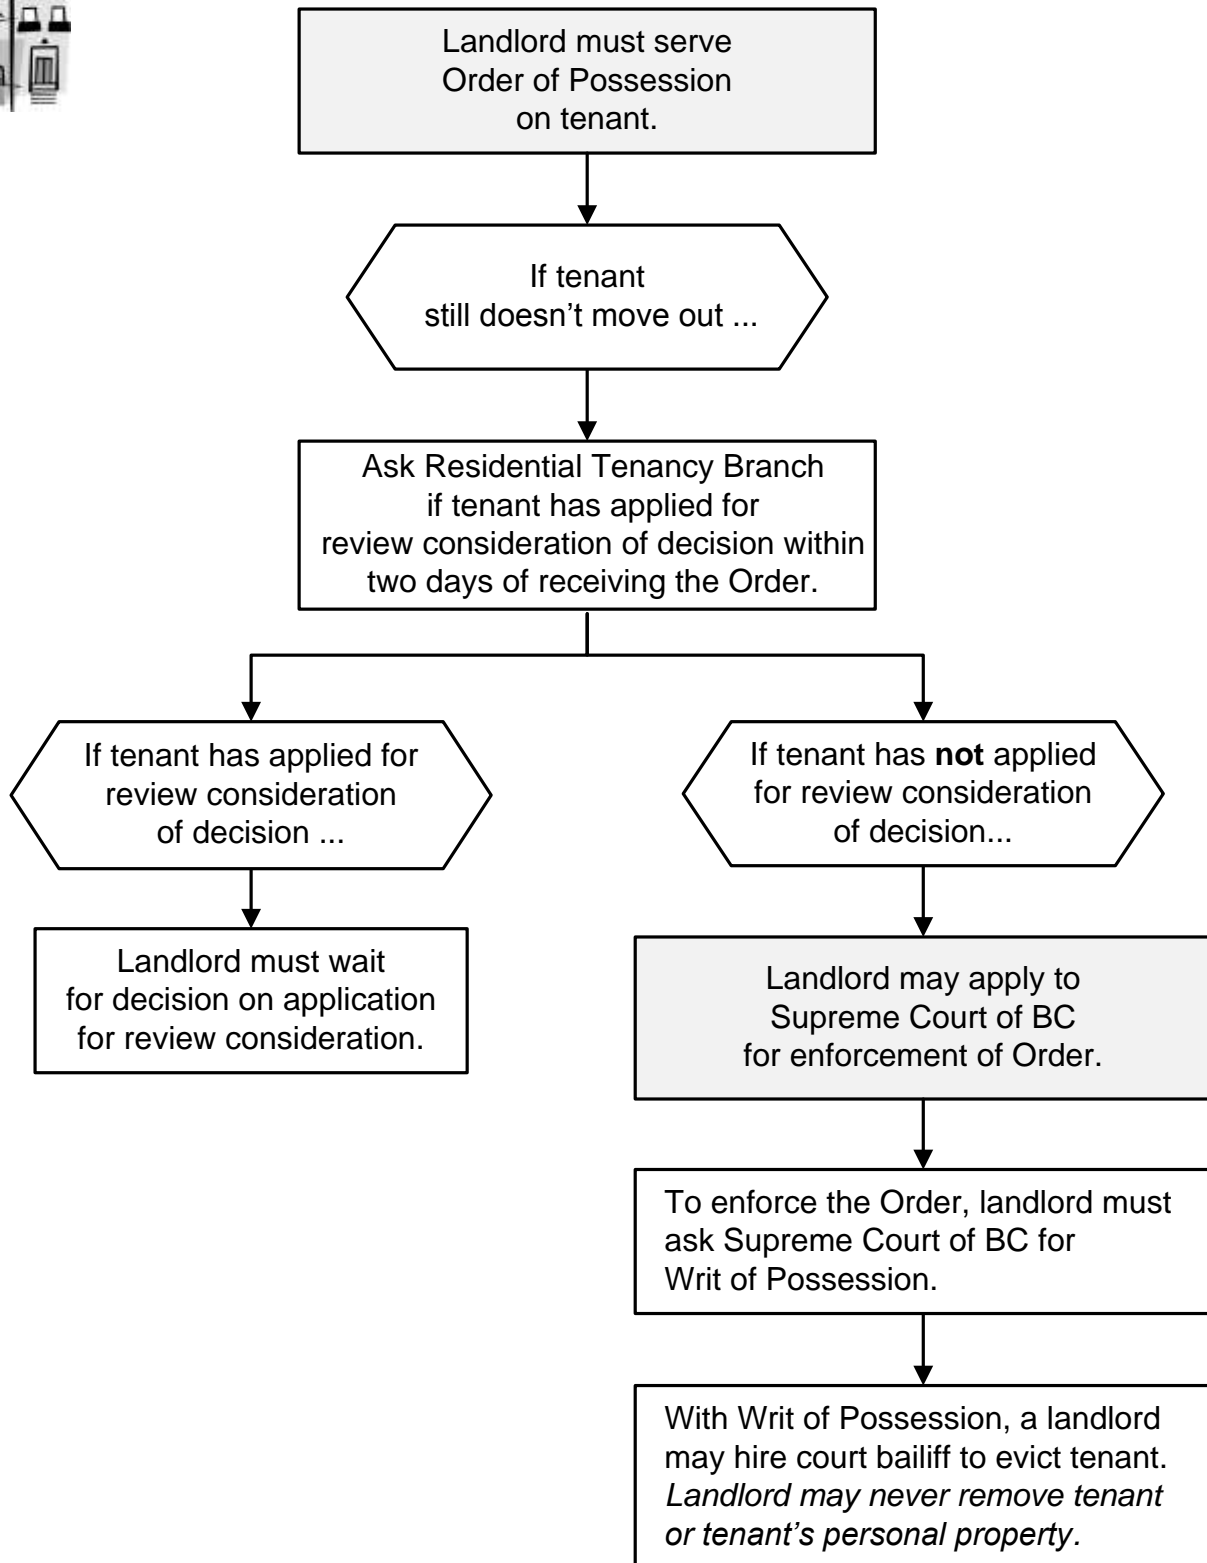 Landlord must serve
Order of Possession
on tenant.
If tenant
still doesn’t move out ...
Ask Residential Tenancy Branch
if tenant has applied for
review consideration of decision within
two days of receiving the Order.
If tenant has applied for
review consideration
of decision ...
If tenant has not applied
for review consideration
of decision...
Landlord must wait
for decision on application
for review consideration.
Landlord may apply to
Supreme Court of BC
for enforcement of Order.
To enforce the Order, landlord must
ask Supreme Court of BC for
Writ of Possession.
With Writ of Possession, a landlord
may hire court bailiff to evict tenant.
Landlord may never remove tenant
or tenant’s personal property.